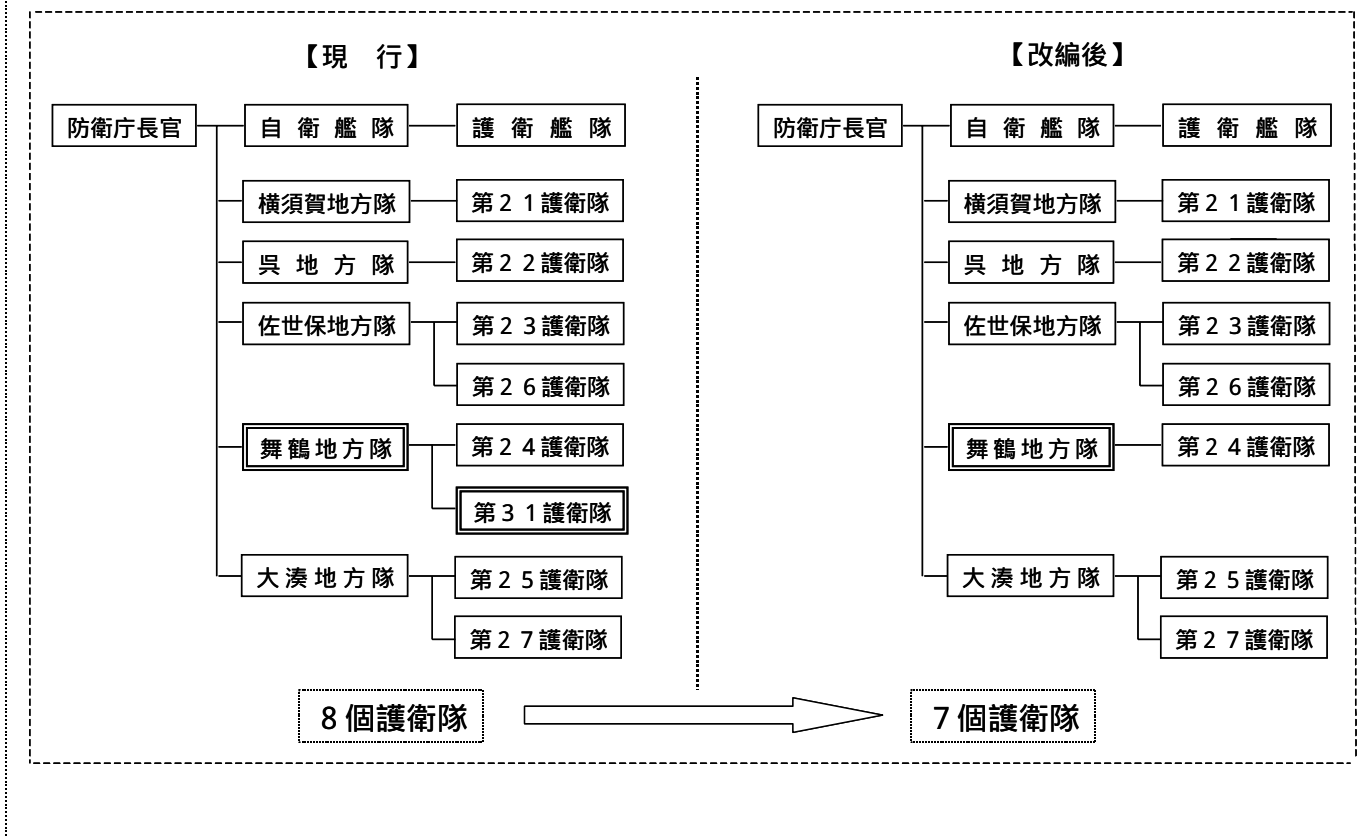 【現　行】
防衛庁長官
自衛艦隊
護衛艦隊
横須賀地方隊
第２１護衛隊
呉地方隊
第２２護衛隊
佐世保地方隊
第２３護衛隊
第２６護衛隊
舞鶴地方隊
第２４護衛隊
第３１護衛隊
大湊地方隊
第２５護衛隊
第２７護衛隊
８個護衛隊
【改編後】
防衛庁長官
自衛艦隊
護衛艦隊
横須賀地方隊
第２１護衛隊
呉地方隊
第２２護衛隊
佐世保地方隊
第２３護衛隊
第２６護衛隊
舞鶴地方隊
第２４護衛隊
大湊地方隊
第２５護衛隊
第２７護衛隊
７個護衛隊